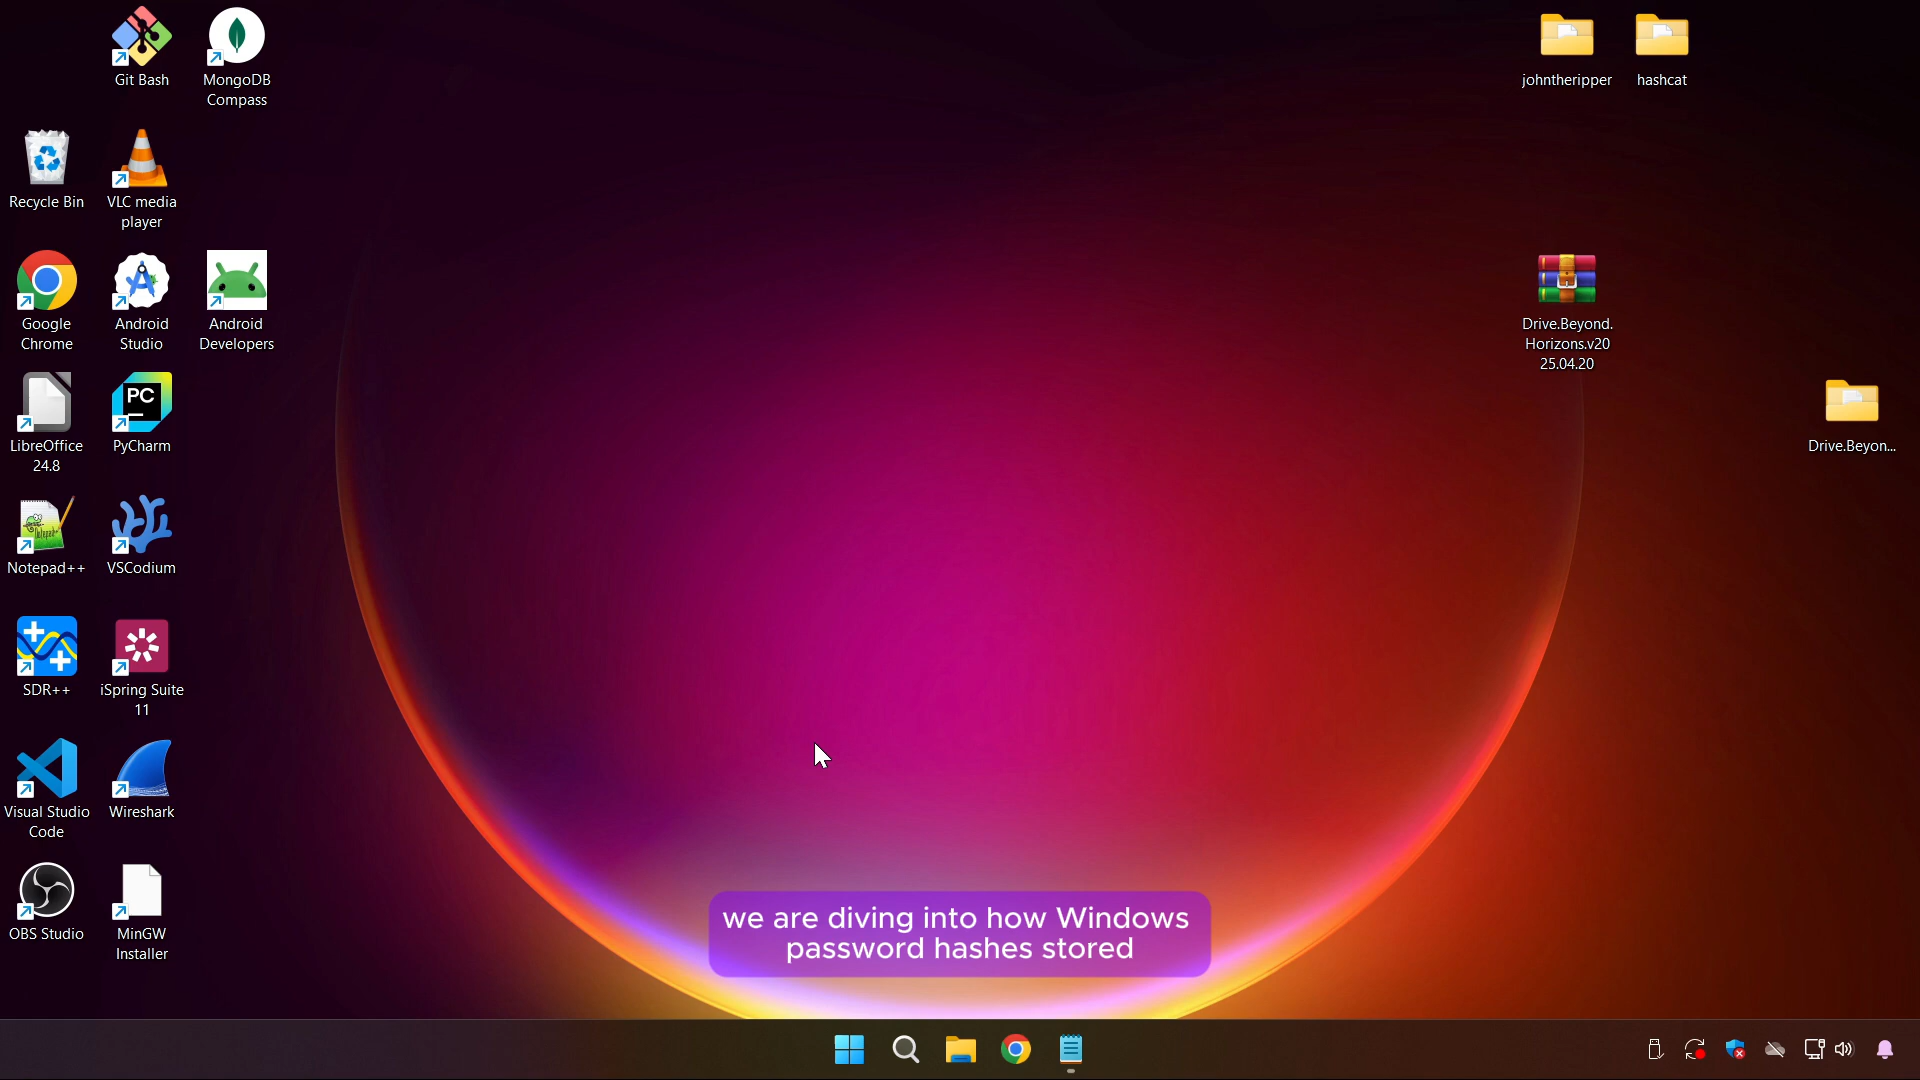 Git Bash
MongoDB
Compass
johntheripper
hashcat
Recycle Bin
VLC media
player
Google
Chrome
Android
Studio
Android
Developers
Drive.Beyond.
Horizons.v20
25.04.20
LibreOffice
24.8
PC
PyCharm
Drive.Beyon...
Notepad++
VSCodium
SDR++
iSpring Suite
11
Visual Studio
Code
Wireshark
OBS Studio
MinGW
Installer
we are diving into how Windows
password hashes stored